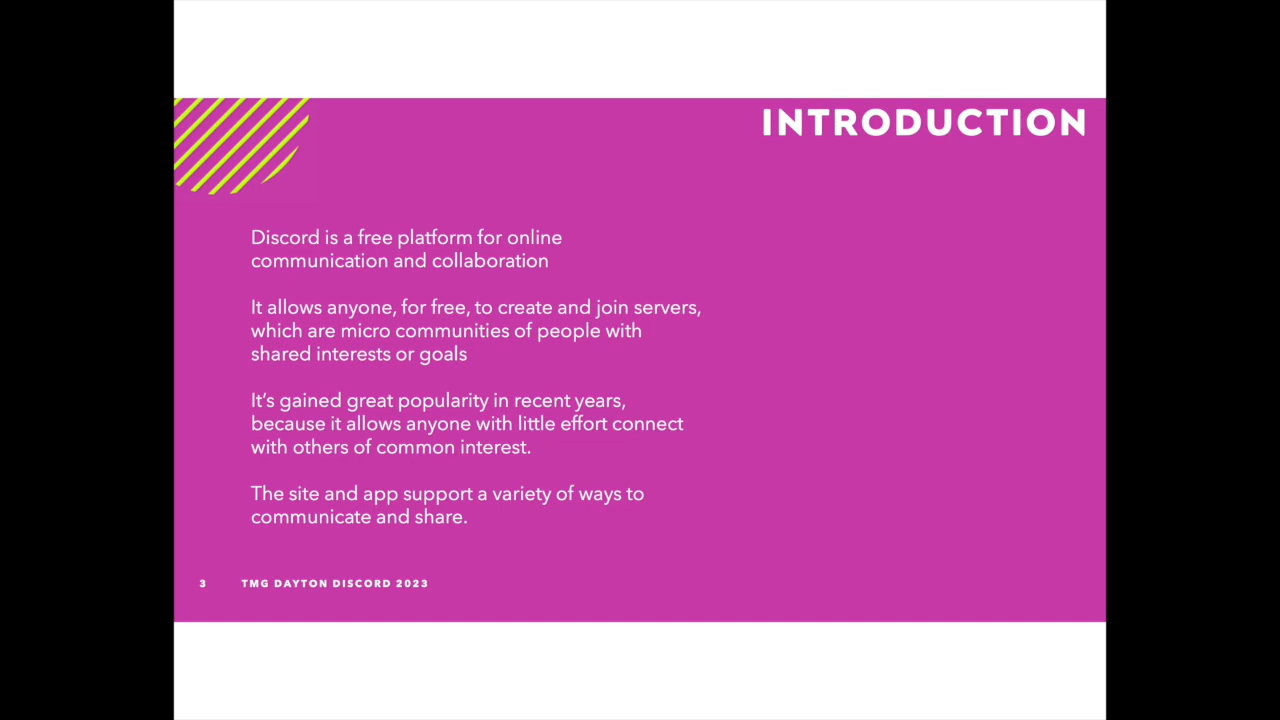 INTRODUCTION
Discord is a free platform for online
communication and collaboration
It allows anyone, for free, to create and join servers,
which are micro communities of people with
shared interests or goals
It’s gained great popularity in recent years,
because it allows anyone with little effort connect
with others of common interest.
The site and app support a variety of ways to
communicate and share.
3 TMG DAYTON DISCORD 2023